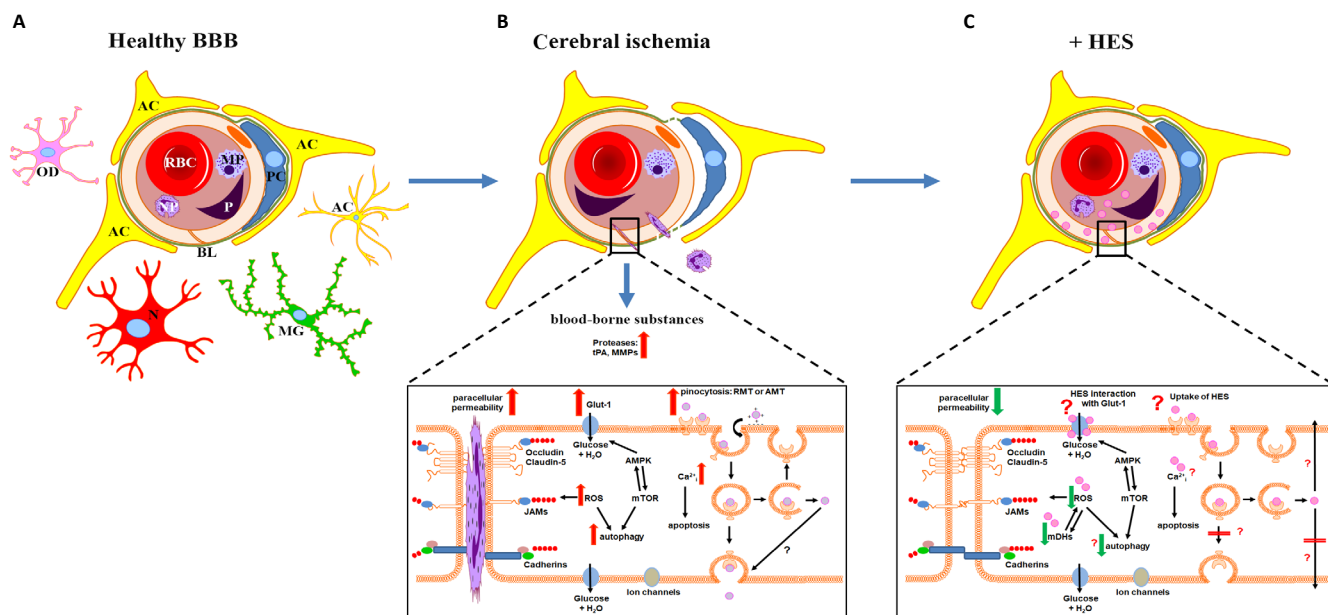 A
B
C
Healthy BBB
Cerebral ischemia
+ HES
AC
OD
RBC
MP
PC
AC
NP
P
AC
AC
BL
N
MG
blood-borne substances
Proteases:
tPA, MMPs
paracellular
permeability
Glut-1
pinocytosis: RMT or AMT
+
Occludin
Claudin-5
Glucose
+ H₂O
AMPK
Ca²⁺i
ROS
mTOR
JAMs
apoptosis
autophagy
?
Cadherins
Glucose
+ H₂O
Ion channels
paracellular
permeability
HES interaction
with Glut-1
?
?
Uptake of HES
Occludin
Claudin-5
Glucose
+ H₂O
AMPK
Ca²⁺i
?
?
ROS
mTOR
?
JAMs
apoptosis
mDHs
?
autophagy
?
Cadherins
Glucose
+ H₂O
Ion channels